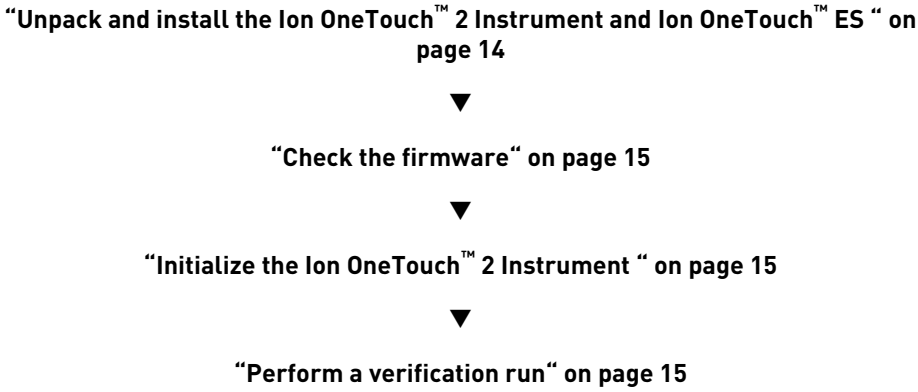 “Unpack and install the Ion OneTouch™ 2 Instrument and Ion OneTouch™ ES “ on
page 14
▼
“Check the firmware“ on page 15
▼
“Initialize the Ion OneTouch™ 2 Instrument “ on page 15
▼
“Perform a verification run“ on page 15